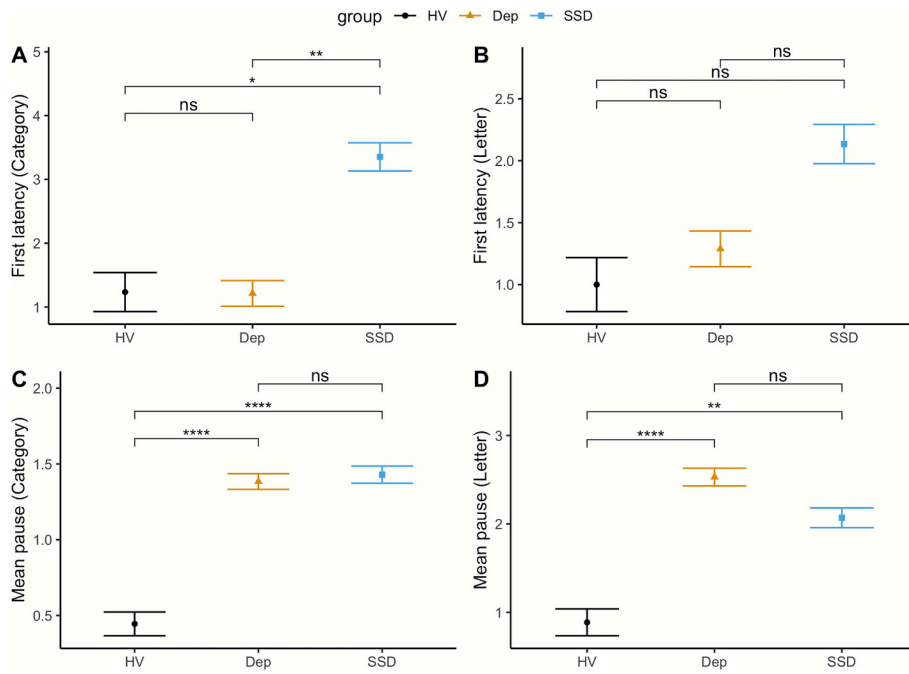 group HV Dep SSD
A
First latency (Category)
5
4
3
2
1
**
*
ns
HV Dep SSD
B
First latency (Letter)
2.5
2.0
1.5
1.0
ns
ns
ns
HV Dep SSD
C
Mean pause (Category)
2.0
1.5
1.0
0.5
ns
****
****
HV Dep SSD
D
Mean pause (Letter)
3
2
1
ns
**
****
HV Dep SSD